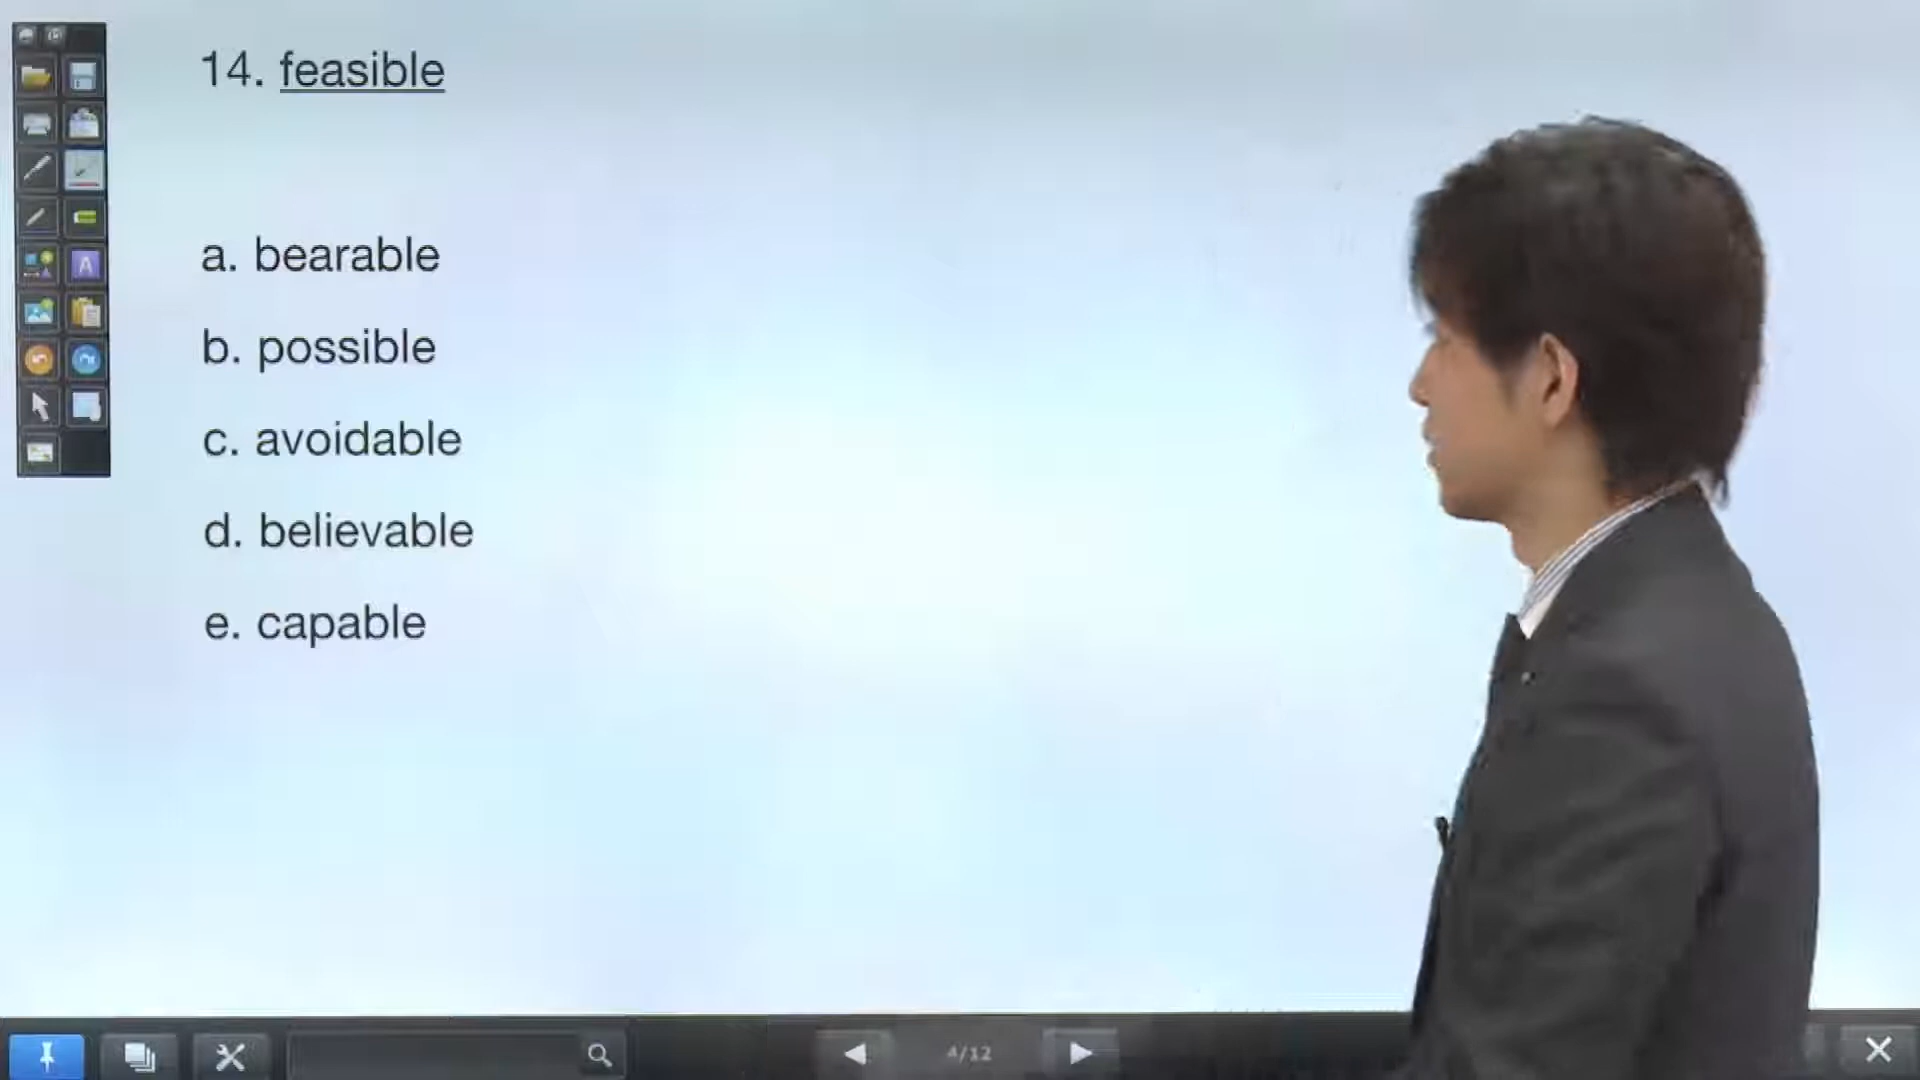 14. feasible
a. bearable
b. possible
c. avoidable
d. believable
e. capable
A
4/12